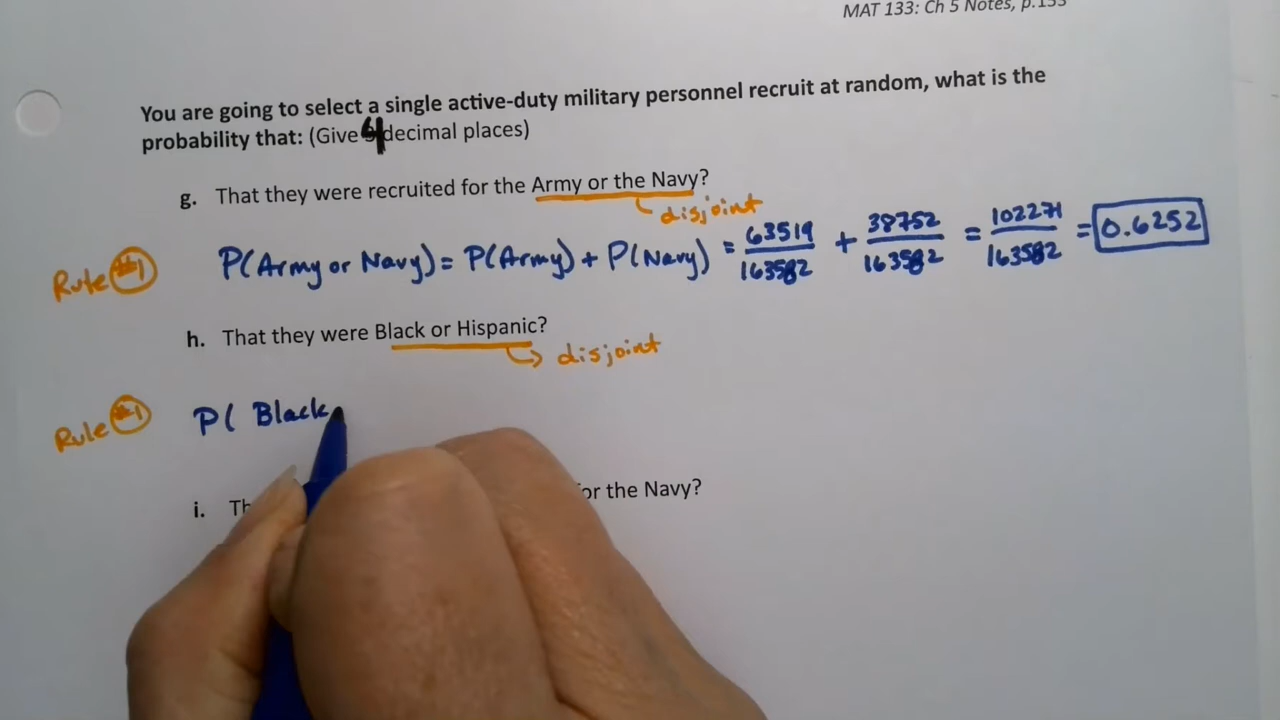 MAT 133: Ch 5 Notes, p.153
You are going to select a single active-duty military personnel recruit at random, what is the
probability that: (Give 4 decimal places)
g. That they were recruited for the Army or the Navy?
disjoint
Rule #1 P(Army or Navy) = P(Army) + P(Navy) = 63519/163582 + 38752/163582 = 102271/163582 = 0.6252
h. That they were Black or Hispanic?
disjoint
Rule #1 P( Black
i. or the Navy?